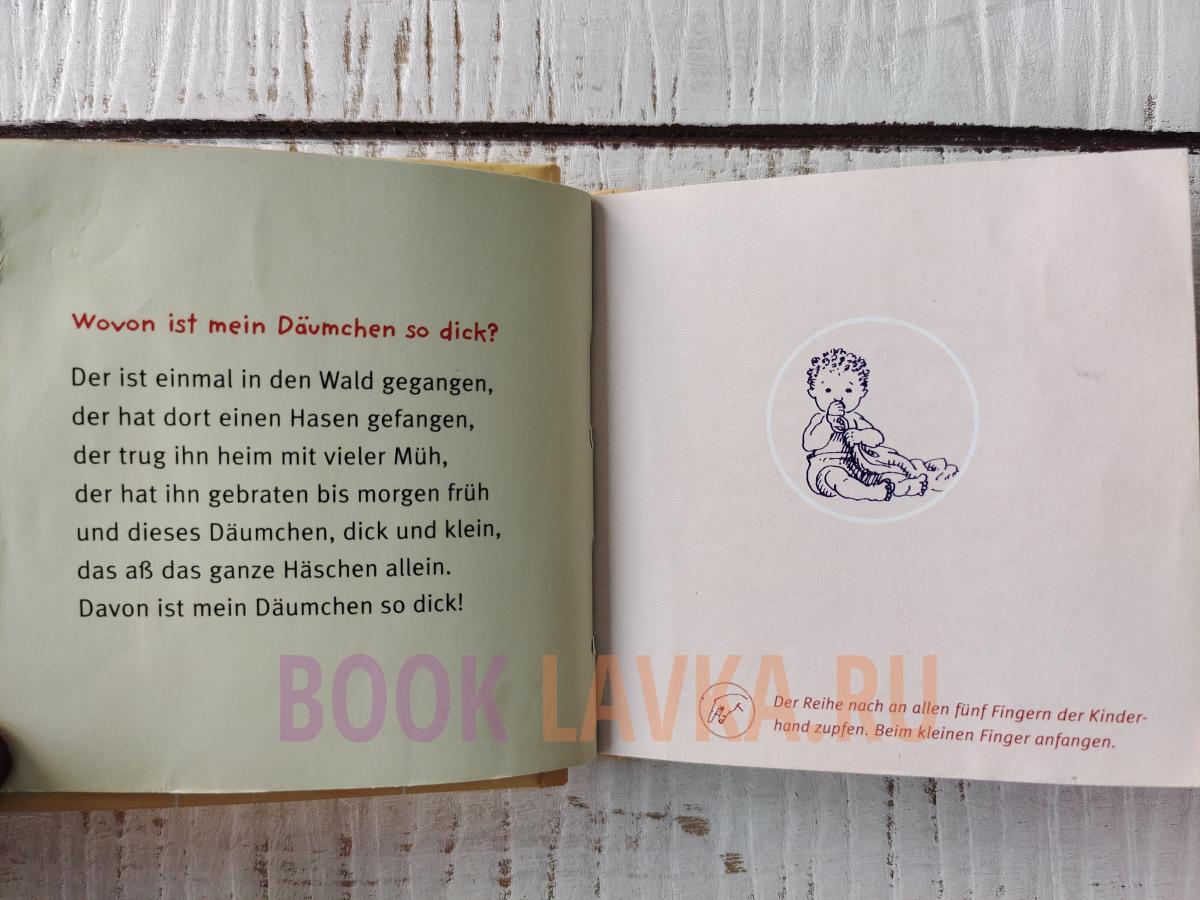 Wovon ist mein Däumchen so dick?
Der ist einmal in den Wald gegangen,
der hat dort einen Hasen gefangen,
der trug ihn heim mit vieler Müh,
der hat ihn gebraten bis morgen früh
und dieses Däumchen, dick und klein,
das aß das ganze Häschen allein.
Davon ist mein Däumchen so dick!
BOOK LAVKA.RU
Der Reihe nach an allen fünf Fingern der Kinder-
hand zupfen. Beim kleinen Finger anfangen.